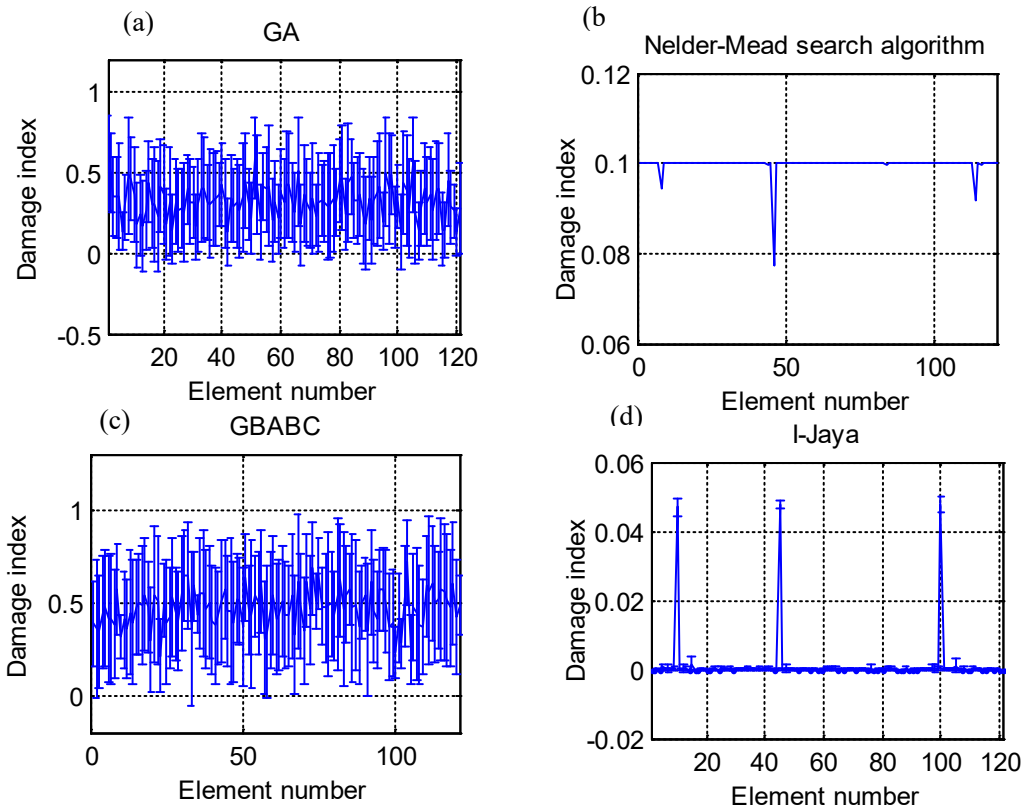 (a)
GA
1
0.5
0
-0.5
20 40 60 80 100 120
Damage index
Element number
(b
Nelder-Mead search algorithm
0.12
0.1
0.08
0.06
0 50 100
Damage index
Element number
(c)
GBABC
1
0.5
0
0 50 100
Damage index
Element number
(d)
I-Jaya
0.06
0.04
0.02
0
-0.02
20 40 60 80 100 120
Damage index
Element number